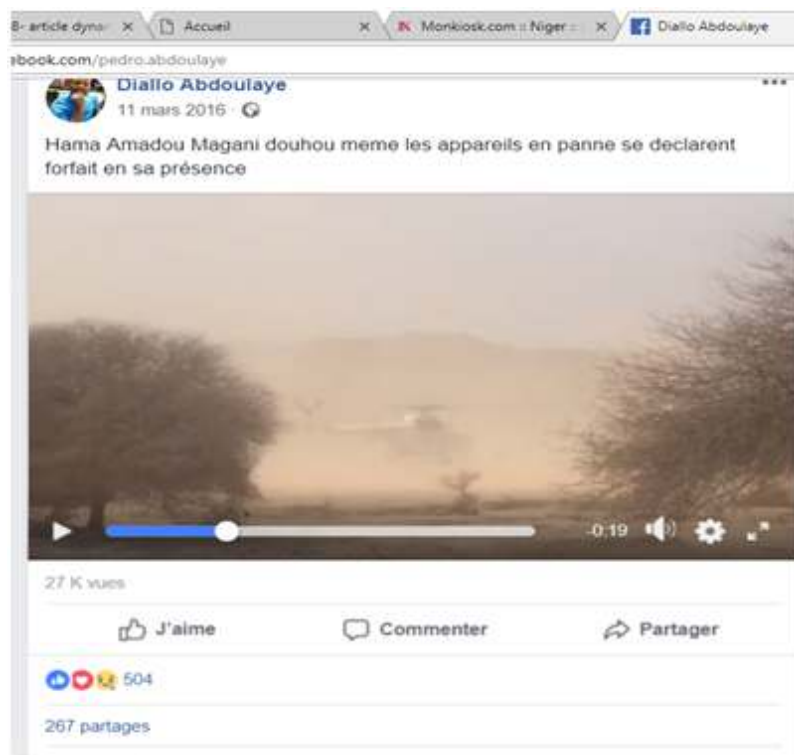 8- article dyna
Accueil
Monkiosk.com :: Niger ::
Diallo Abdoulaye
ebook.com/pedro.abdoulaye
Diallo Abdoulaye
11 mars 2016
Hama Amadou Magani douhou meme les appareils en panne se declarent
forfait en sa présence
-0:19
27 K vues
J'aime
Commenter
Partager
504
267 partages